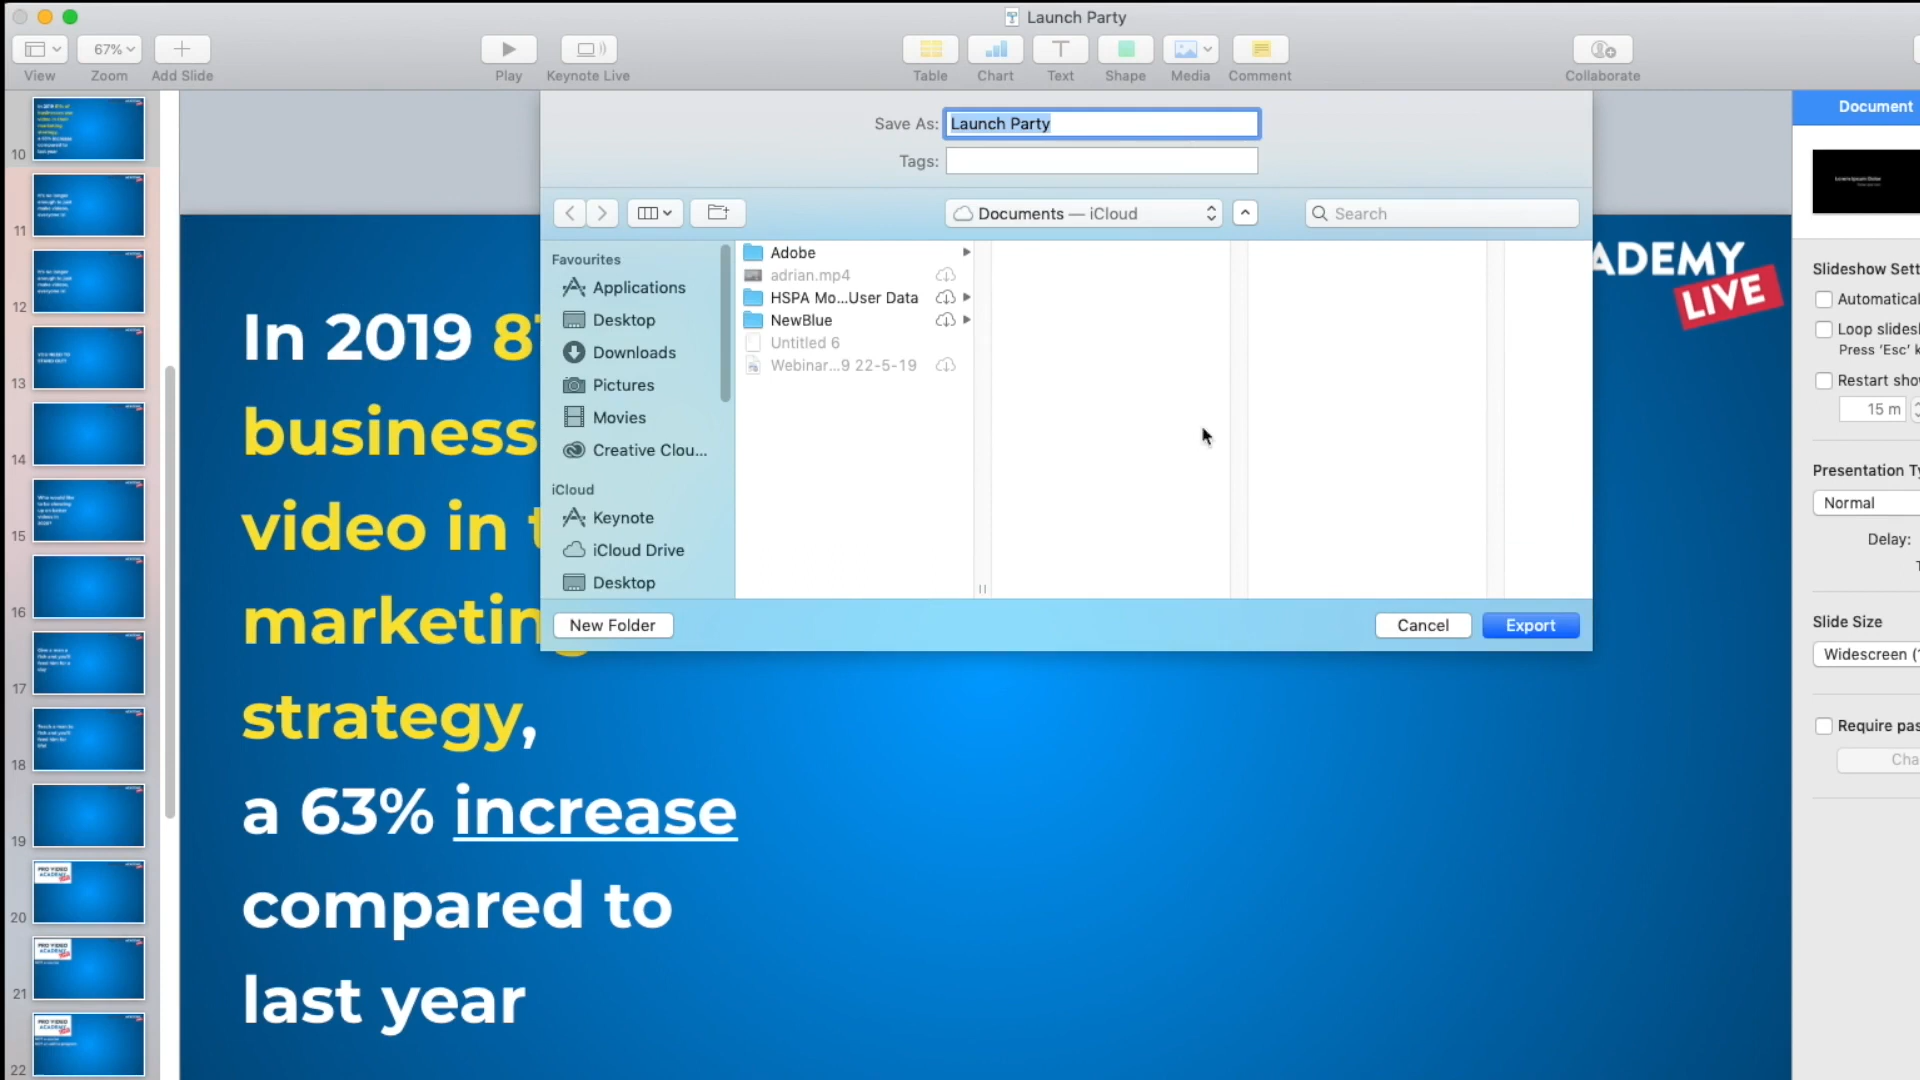 Launch Party
67%
View
Zoom
Add Slide
Play
Keynote Live
Table
Chart
Text
Shape
Media
Comment
Collaborate
Save As: Launch Party
Tags:
Documents — iCloud
Search
Favourites
Applications
Desktop
Downloads
Pictures
Movies
Creative Clou...
iCloud
Keynote
iCloud Drive
Desktop
Adobe
adrian.mp4
HSPA Mo...User Data
NewBlue
Untitled 6
Webinar...9 22-5-19
New Folder
Cancel
Export
10
11
12
13
14
15
16
17
18
19
20
21
22
In 2019 8
business
video in t
marketin
strategy,
a 63% increase
compared to
last year
ADEMY
LIVE
Document
Slideshow Sett
Automatical
Loop slides
Press ‘Esc’ k
Restart sho
15 m
Presentation Ty
Normal
Delay:
Slide Size
Widescreen (1
Require pas
Cha